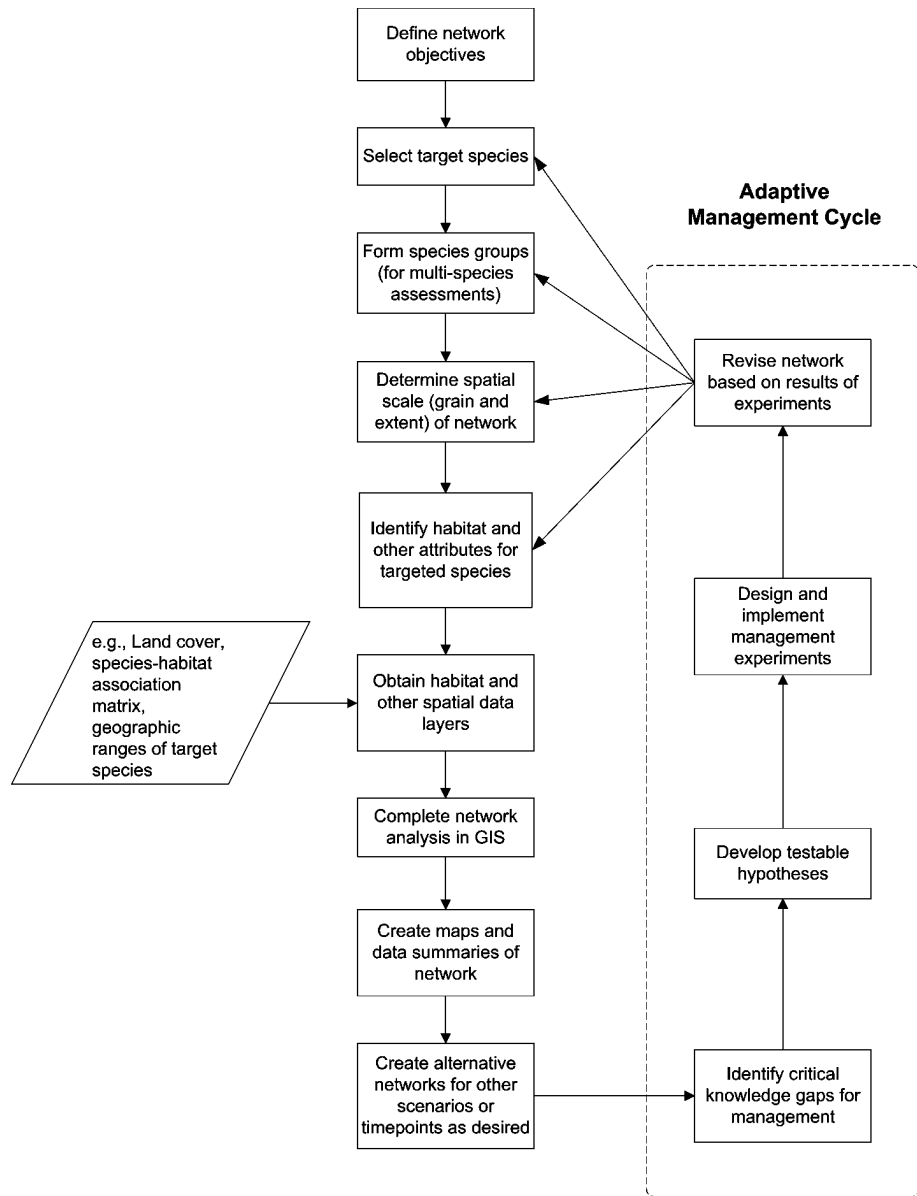 Define network
objectives
Select target species
Form species groups
(for multi-species
assessments)
Determine spatial
scale (grain and
extent) of network
Identify habitat and
other attributes for
targeted species
e.g., Land cover,
species-habitat
association
matrix,
geographic
ranges of target
species
Obtain habitat and
other spatial data
layers
Complete network
analysis in GIS
Create maps and
data summaries of
network
Create alternative
networks for other
scenarios or
timepoints as desired
Adaptive
Management Cycle
Revise network
based on results of
experiments
Design and
implement
management
experiments
Develop testable
hypotheses
Identify critical
knowledge gaps for
management